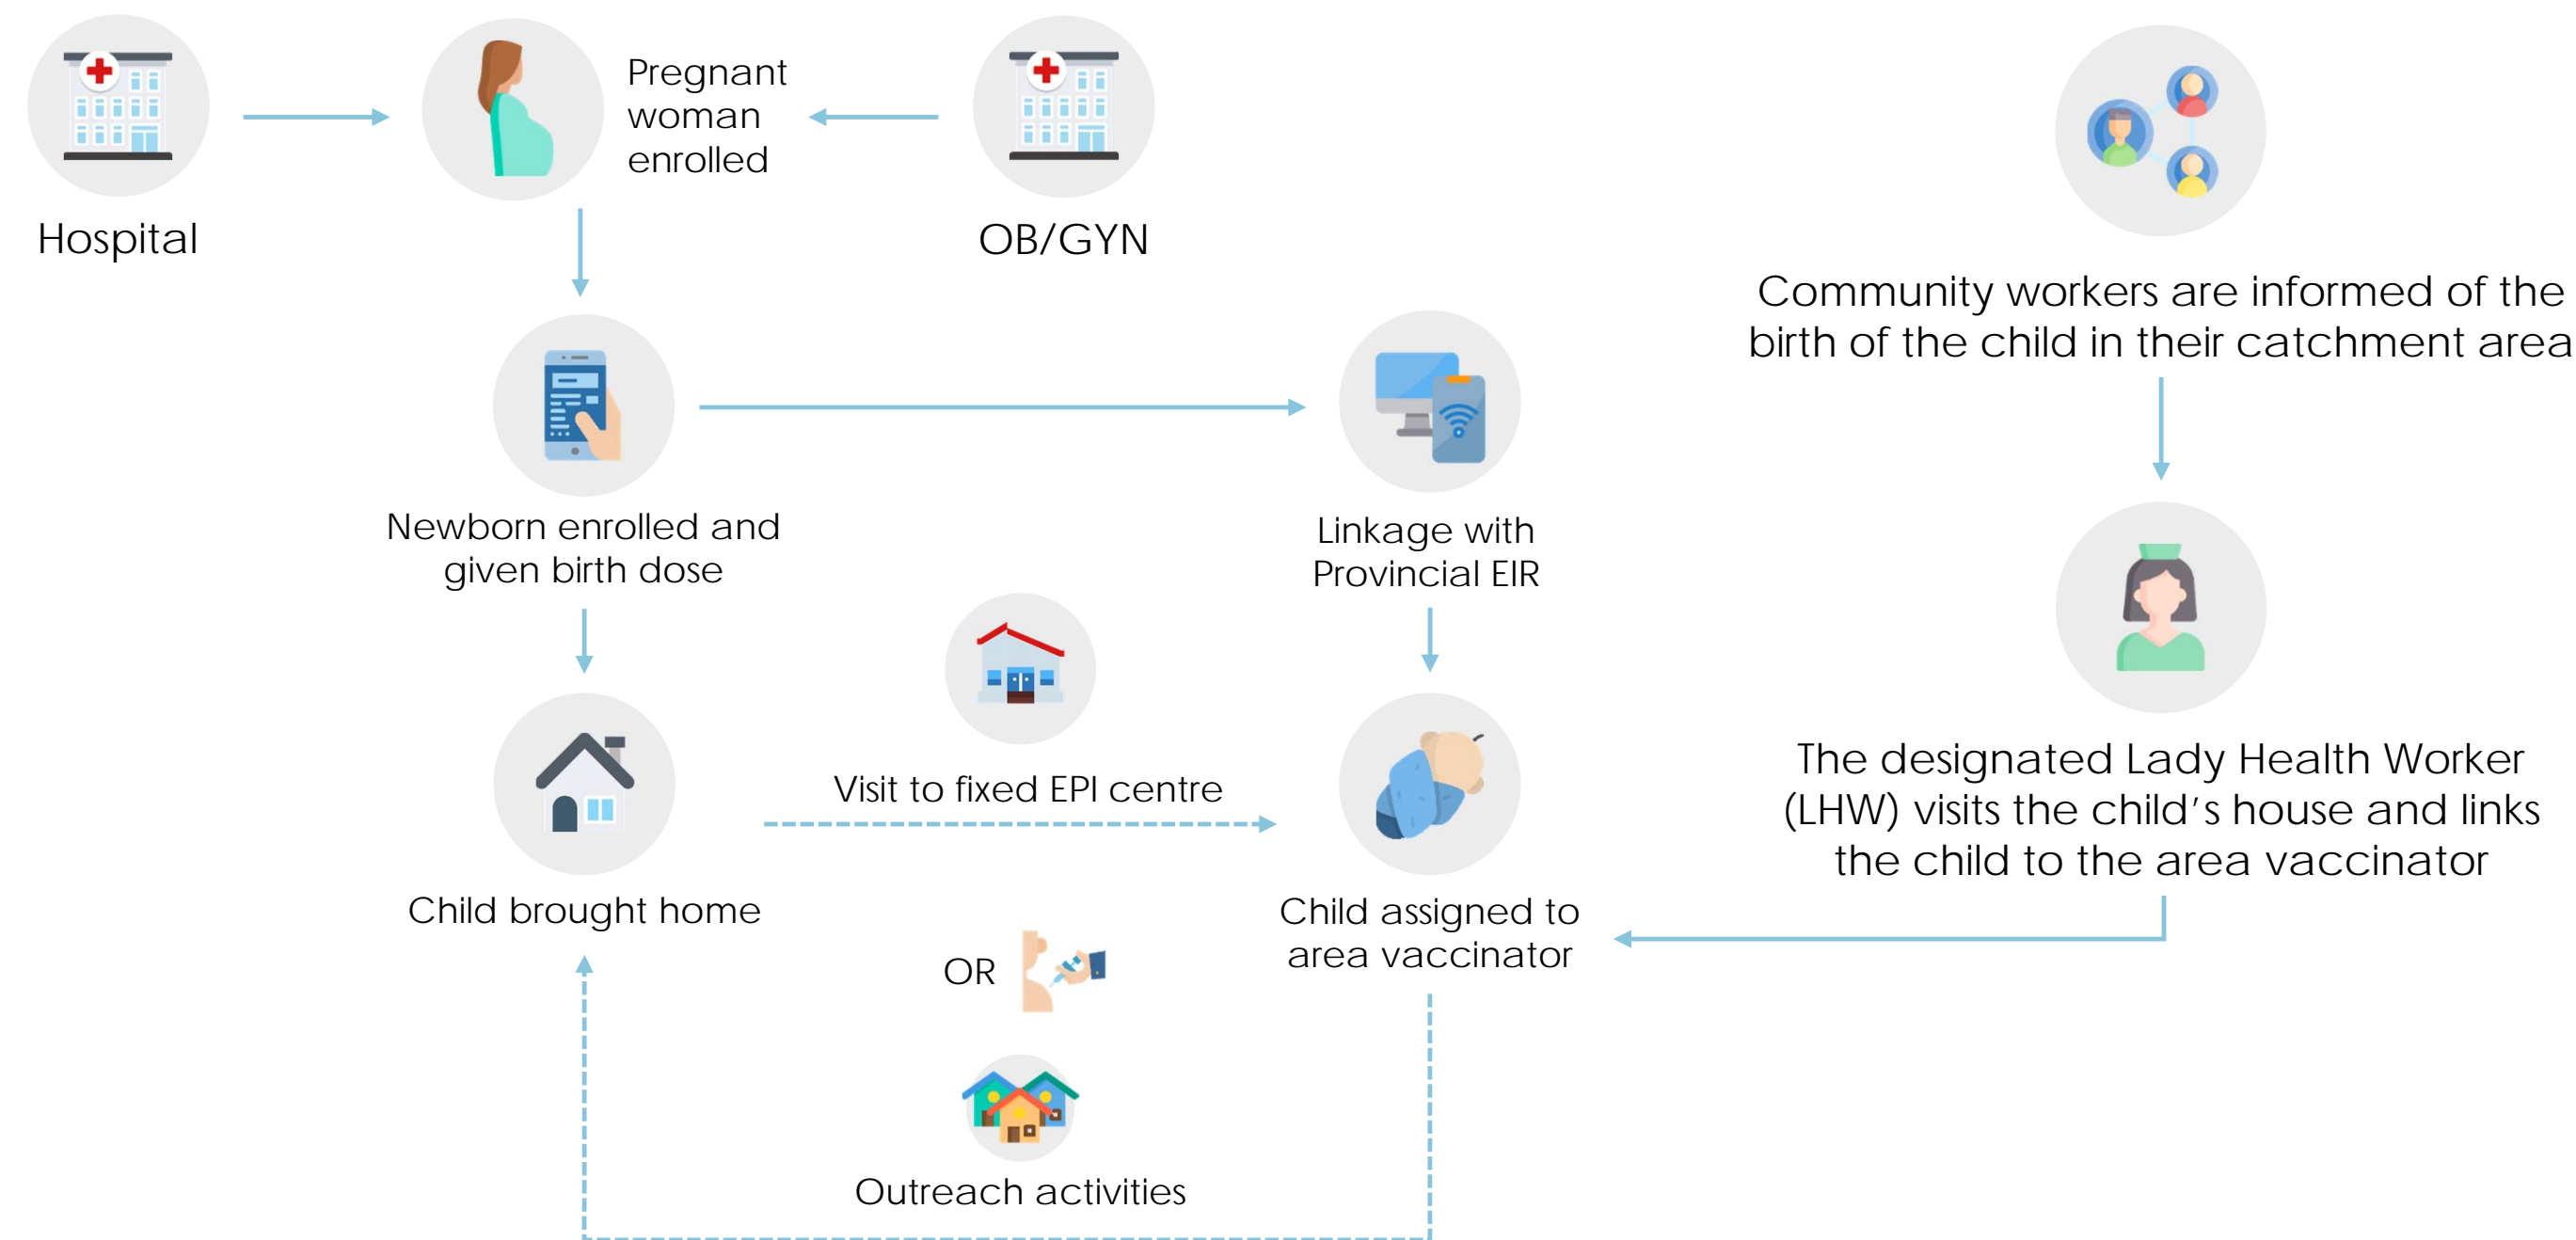 Pregnant
woman
enrolled
Hospital
OB/GYN
Community workers are informed of the
birth of the child in their catchment area
Newborn enrolled and
given birth dose
Linkage with
Provincial EIR
Visit to fixed EPI centre
The designated Lady Health Worker
(LHW) visits the child's house and links
the child to the area vaccinator
Child brought home
Child assigned to
area vaccinator
OR
Outreach activities